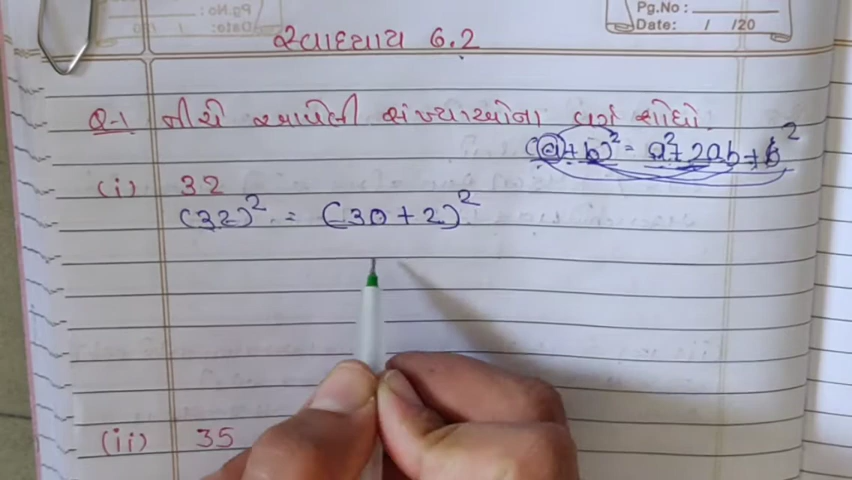 Pg.No :
Date: / /20
સ્વાધ્યાય 6.2
Q-1 નીચે આપેલી સંખ્યાઓના વર્ગ શોધો.
(a+b)² = a²+2ab+b²
(i) 32
(32)² = (30+2)²
(ii) 35